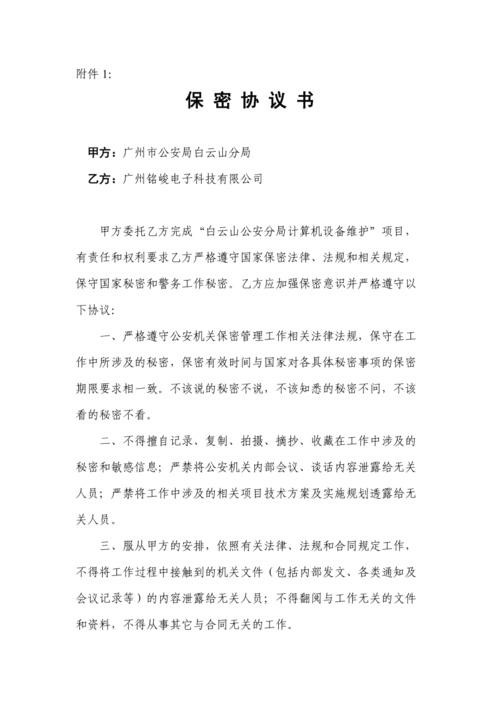 附件 1:
保 密 协 议 书
甲方：广州市公安局白云山分局
乙方：广州铭峻电子科技有限公司
甲方委托乙方完成“白云山公安分局计算机设备维护”项目，
有责任和权利要求乙方严格遵守国家保密法律、法规和相关规定，
保守国家秘密和警务工作秘密。乙方应加强保密意识并严格遵守以
下协议：
一、严格遵守公安机关保密管理工作相关法律法规，保守在工
作中所涉及的秘密，保密有效时间与国家对各具体秘密事项的保密
期限要求相一致。不该说的秘密不说，不该知悉的秘密不问，不该
看的秘密不看。
二、不得擅自记录、复制、拍摄、摘抄、收藏在工作中涉及的
秘密和敏感信息；严禁将公安机关内部会议、谈话内容泄露给无关
人员；严禁将工作中涉及的相关项目技术方案及实施规划透露给无
关人员。
三、服从甲方的安排，依照有关法律、法规和合同规定工作，
不得将工作过程中接触到的机关文件（包括内部发文、各类通知及
会议记录等）的内容泄露给无关人员；不得翻阅与工作无关的文件
和资料，不得从事其它与合同无关的工作。